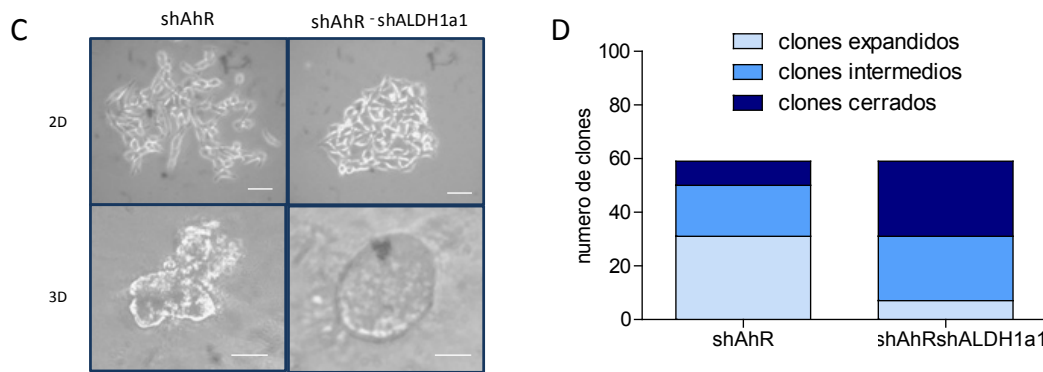 C
shAhR
shAhR - shALDH1a1
2D
3D
D
clones expandidos
clones intermedios
clones cerrados
numero de clones
100
80
60
40
20
0
shAhR
shAhRshALDH1a1